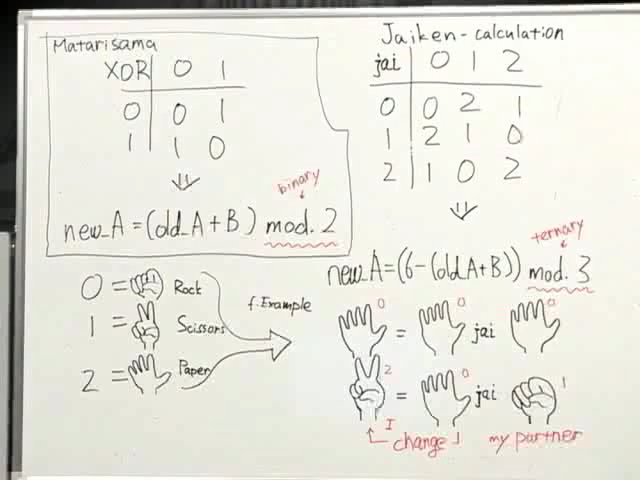 Matarisama
XOR 0 1
0 0 1
1 1 0
binary
new_A = (old_A + B) mod. 2
Jaiken-calculation
jai 0 1 2
0 0 2 1
1 2 1 0
2 1 0 2
ternary
new_A = (6 - (old_A + B)) mod. 3
0 = Rock
1 = Scissors
2 = Paper
f. Example
0 = 0 jai 0
2 = 0 jai 1
I change my partner